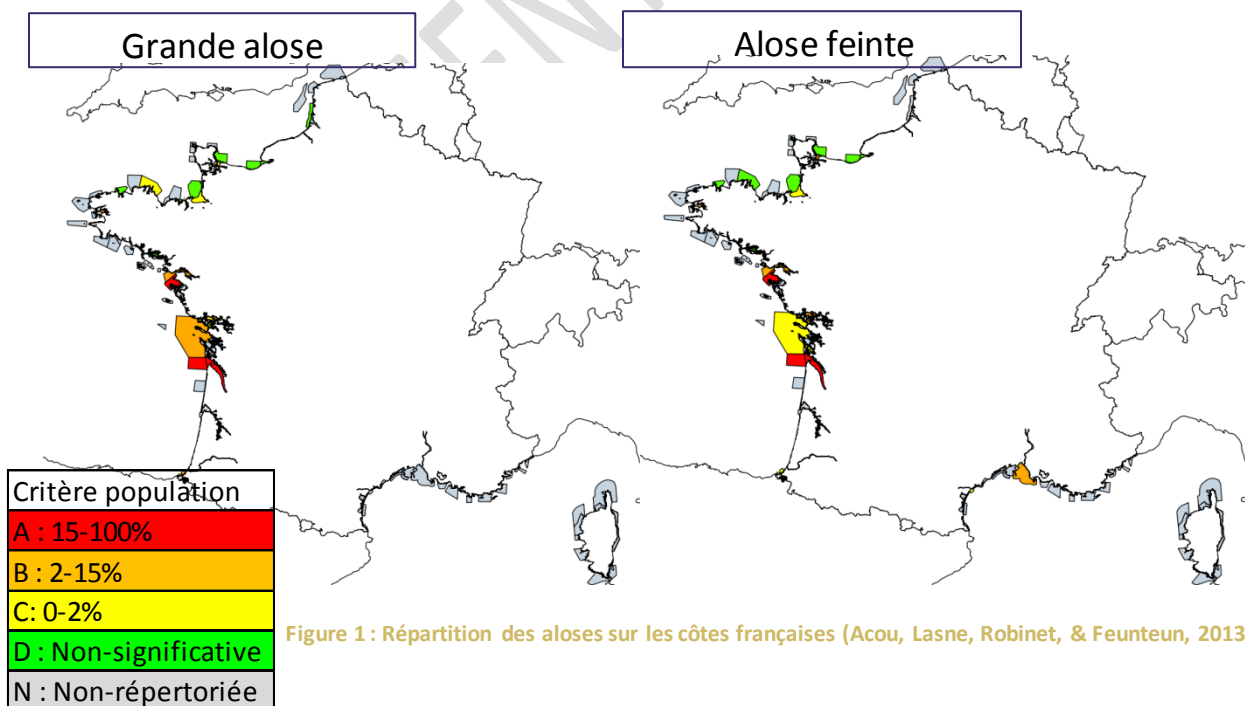 Grande alose
Alose feinte
Critère population
A : 15-100%
B : 2-15%
C: 0-2%
D : Non-significative
N : Non-répertoriée
Figure 1 : Répartition des aloses sur les côtes françaises (Acou, Lasne, Robinet, & Feunteun, 2013